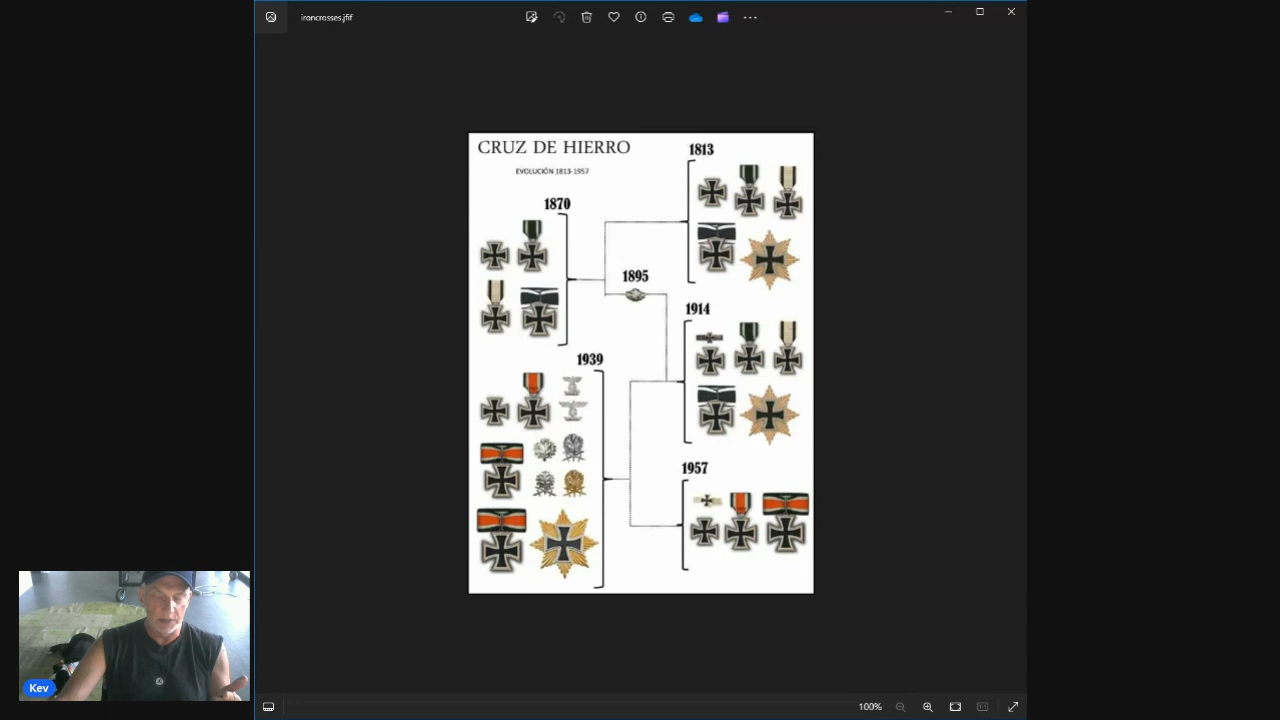 ironcrosses.jfif
CRUZ DE HIERRO
EVOLUCIÓN 1813-1957
1813
1870
1895
1914
1939
1957
Kev
100%